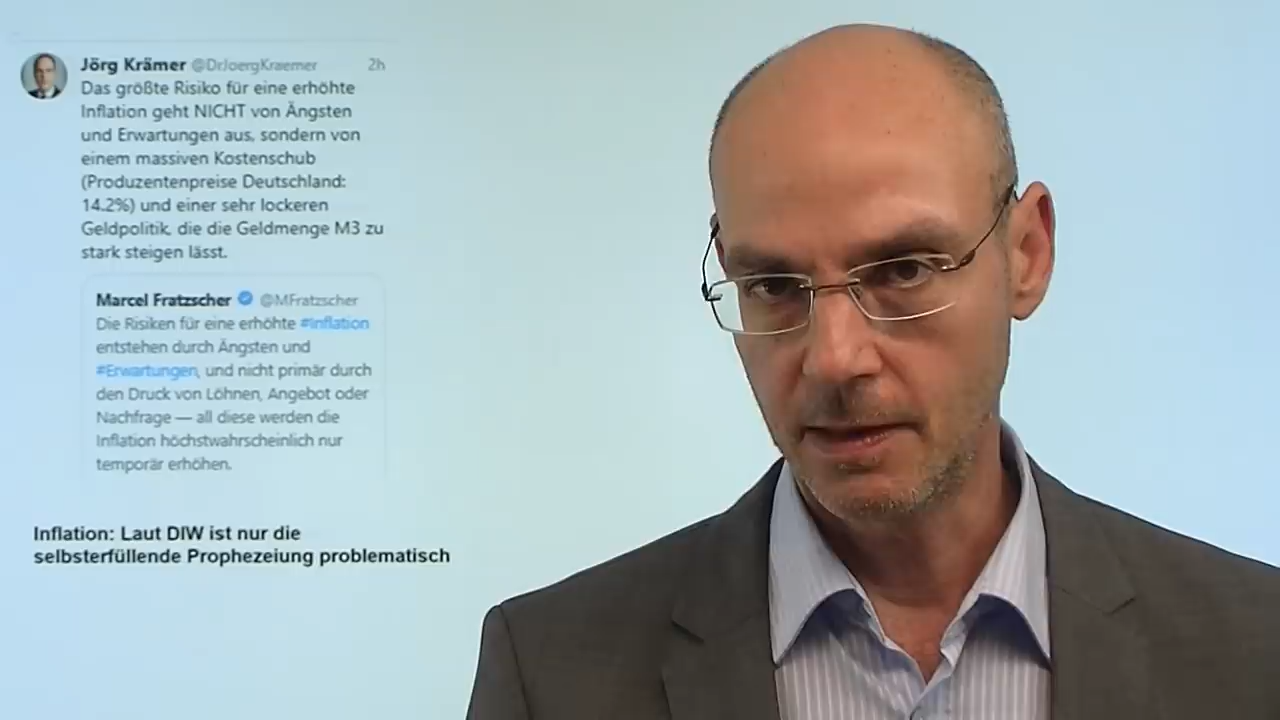 Jörg Krämer @DrJoergKraemer 2h
Das größte Risiko für eine erhöhte
Inflation geht NICHT von Ängsten
und Erwartungen aus, sondern von
einem massiven Kostenschub
(Produzentenpreise Deutschland:
14.2%) und einer sehr lockeren
Geldpolitik, die die Geldmenge M3 zu
stark steigen lässt.
Marcel Fratzscher @MFratzscher
Die Risiken für eine erhöhte #Inflation
entstehen durch Ängsten und
#Erwartungen, und nicht primär durch
den Druck von Löhnen, Angebot oder
Nachfrage — all diese werden die
Inflation höchstwahrscheinlich nur
temporär erhöhen.
Inflation: Laut DIW ist nur die
selbsterfüllende Prophezeiung problematisch